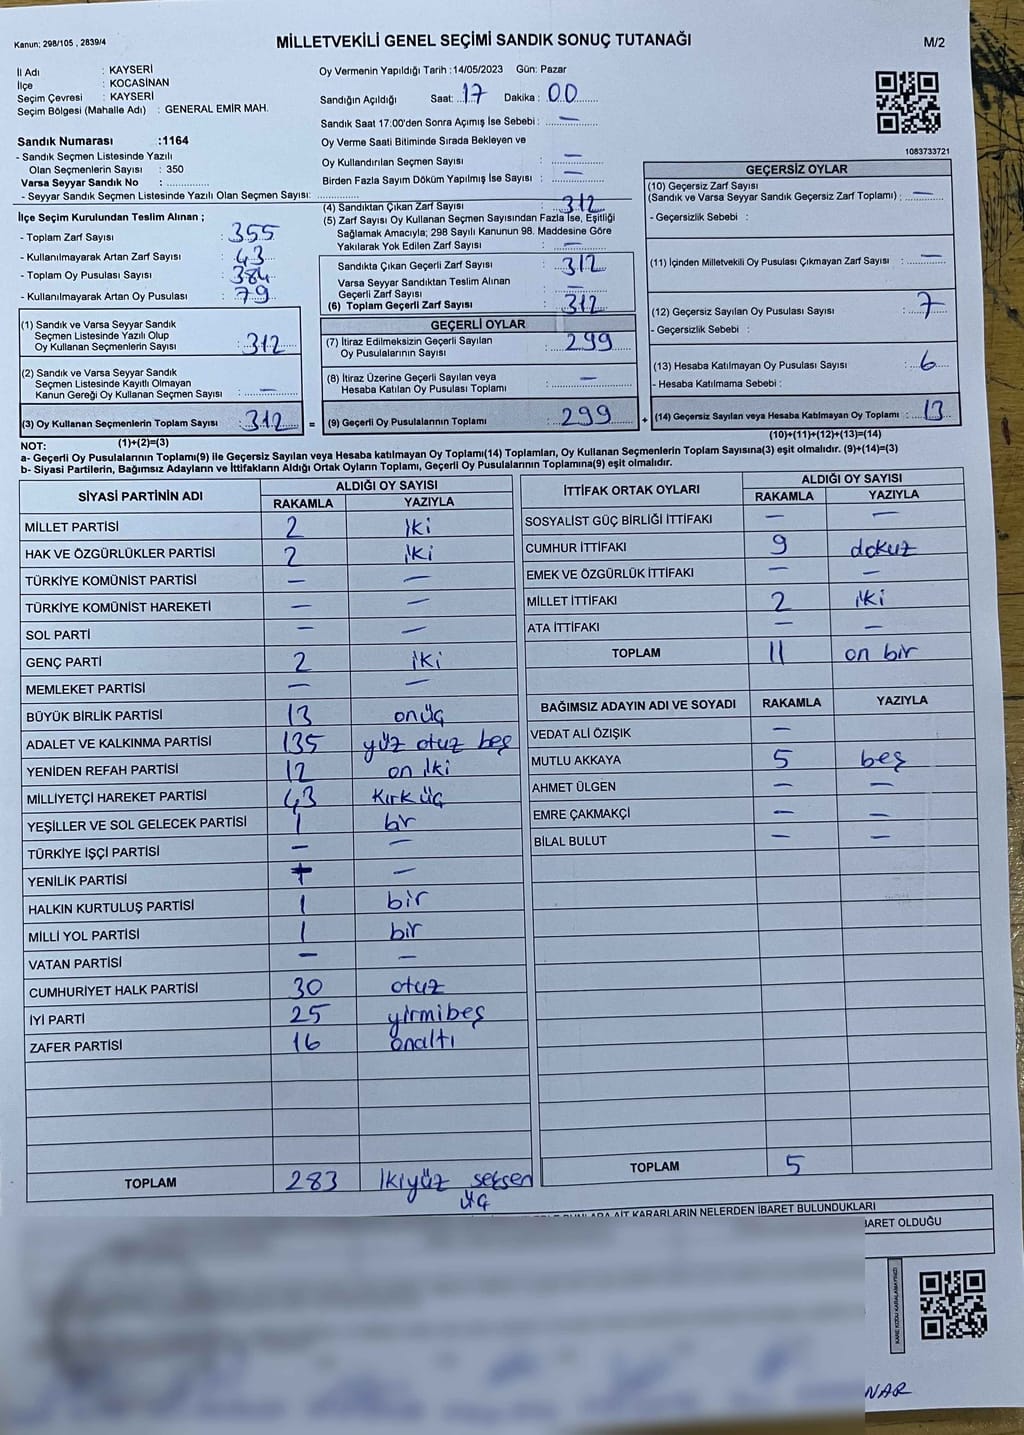 Kanun; 298/105 , 2839/4
MİLLETVEKİLİ GENEL SEÇİMİ SANDIK SONUÇ TUTANAĞI
M/2
İl Adı : KAYSERİ
İlçe : KOCASİNAN
Seçim Çevresi : KAYSERİ
Seçim Bölgesi (Mahalle Adı) : GENERAL EMİR MAH.
Sandık Numarası :1164
- Sandık Seçmen Listesinde Yazılı
Olan Seçmenlerin Sayısı : 350
Varsa Seyyar Sandık No : ..................
- Seyyar Sandık Seçmen Listesinde Yazılı Olan Seçmen Sayısı: ..................
Oy Vermenin Yapıldığı Tarih :14/05/2023 Gün: Pazar
Sandığın Açıldığı Saat: 17 Dakika : 00
Sandık Saat 17:00'den Sonra Açımış İse Sebebi : —
Oy Verme Saati Bitiminde Sırada Bekleyen ve
Oy Kullandırılan Seçmen Sayısı : —
Birden Fazla Sayım Döküm Yapılmış İse Sayısı : —
1083733721
İlçe Seçim Kurulundan Teslim Alınan ;
- Toplam Zarf Sayısı : 355
- Kullanılmayarak Artan Zarf Sayısı : 43
- Toplam Oy Pusulası Sayısı : 384
- Kullanılmayarak Artan Oy Pusulası : 79
(4) Sandıktan Çıkan Zarf Sayısı : 312
(5) Zarf Sayısı Oy Kullanan Seçmen Sayısından Fazla İse, Eşitliği
Sağlamak Amacıyla; 298 Sayılı Kanunun 98. Maddesine Göre
Yakılarak Yok Edilen Zarf Sayısı : —
Sandıkta Çıkan Geçerli Zarf Sayısı : 312
Varsa Seyyar Sandıktan Teslim Alınan
Geçerli Zarf Sayısı : —
(6) Toplam Geçerli Zarf Sayısı : 312
GEÇERSİZ OYLAR
(10) Geçersiz Zarf Sayısı
(Sandık ve Varsa Seyyar Sandık Geçersiz Zarf Toplamı) : —
- Geçersizlik Sebebi :
(11) İçinden Milletvekili Oy Pusulası Çıkmayan Zarf Sayısı : —
(12) Geçersiz Sayılan Oy Pusulası Sayısı : 7
- Geçersizlik Sebebi :
(13) Hesaba Katılmayan Oy Pusulası Sayısı : 6
- Hesaba Katılmama Sebebi :
(14) Geçersiz Sayılan veya Hesaba Katılmayan Oy Toplamı : 13
(10)+(11)+(12)+(13)=(14)
(1) Sandık ve Varsa Seyyar Sandık
Seçmen Listesinde Yazılı Olup
Oy Kullanan Seçmenlerin Sayısı : 312
(2) Sandık ve Varsa Seyyar Sandık
Seçmen Listesinde Kayıtlı Olmayan
Kanun Gereği Oy Kullanan Seçmen Sayısı : —
(3) Oy Kullanan Seçmenlerin Toplam Sayısı : 312 =
(1)+(2)=(3)
GEÇERLİ OYLAR
(7) İtiraz Edilmeksizin Geçerli Sayılan
Oy Pusulalarının Sayısı : 299
(8) İtiraz Üzerine Geçerli Sayılan veya
Hesaba Katılan Oy Pusulası Toplamı : —
(9) Geçerli Oy Pusulalarının Toplamı : 299 +
NOT:
a- Geçerli Oy Pusulalarının Toplamı(9) ile Geçersiz Sayılan veya Hesaba katılmayan Oy Toplamı(14) Toplamları, Oy Kullanan Seçmenlerin Toplam Sayısına(3) eşit olmalıdır. (9)+(14)=(3)
b- Siyasi Partilerin, Bağımsız Adayların ve İttifakların Aldığı Ortak Oyların Toplamı, Geçerli Oy Pusulalarının Toplamına(9) eşit olmalıdır.
SİYASİ PARTİNİN ADI ALDIĞI OY SAYISI
RAKAMLA YAZIYLA
MİLLET PARTİSİ 2 iki
HAK VE ÖZGÜRLÜKLER PARTİSİ 2 iki
TÜRKİYE KOMÜNİST PARTİSİ — —
TÜRKİYE KOMÜNİST HAREKETİ — —
SOL PARTİ — —
GENÇ PARTİ 2 iki
MEMLEKET PARTİSİ — —
BÜYÜK BİRLİK PARTİSİ 13 onüç
ADALET VE KALKINMA PARTİSİ 135 yüz otuz beş
YENİDEN REFAH PARTİSİ 12 on iki
MİLLİYETÇİ HAREKET PARTİSİ 43 kırk üç
YEŞİLLER VE SOL GELECEK PARTİSİ 1 bir
TÜRKİYE İŞÇİ PARTİSİ — —
YENİLİK PARTİSİ — —
HALKIN KURTULUŞ PARTİSİ 1 bir
MİLLİ YOL PARTİSİ 1 bir
VATAN PARTİSİ — —
CUMHURİYET HALK PARTİSİ 30 otuz
İYİ PARTİ 25 yirmibeş
ZAFER PARTİSİ 16 onaltı
TOPLAM 283 ikiyüz seksen
üç
İTTİFAK ORTAK OYLARI ALDIĞI OY SAYISI
RAKAMLA YAZIYLA
SOSYALİST GÜÇ BİRLİĞİ İTTİFAKI — —
CUMHUR İTTİFAKI 9 dokuz
EMEK VE ÖZGÜRLÜK İTTİFAKI — —
MİLLET İTTİFAKI 2 iki
ATA İTTİFAKI — —
TOPLAM 11 on bir
BAĞIMSIZ ADAYIN ADI VE SOYADI RAKAMLA YAZIYLA
VEDAT ALİ ÖZIŞIK —
MUTLU AKKAYA 5 beş
AHMET ÜLGEN — —
EMRE ÇAKMAKÇİ — —
BİLAL BULUT — —
TOPLAM 5
AİT KARARLARIN NELERDEN İBARET BULUNDUKLARI
İBARET OLDUĞU
KARE KODU KARALAMAYINIZ!
NAR